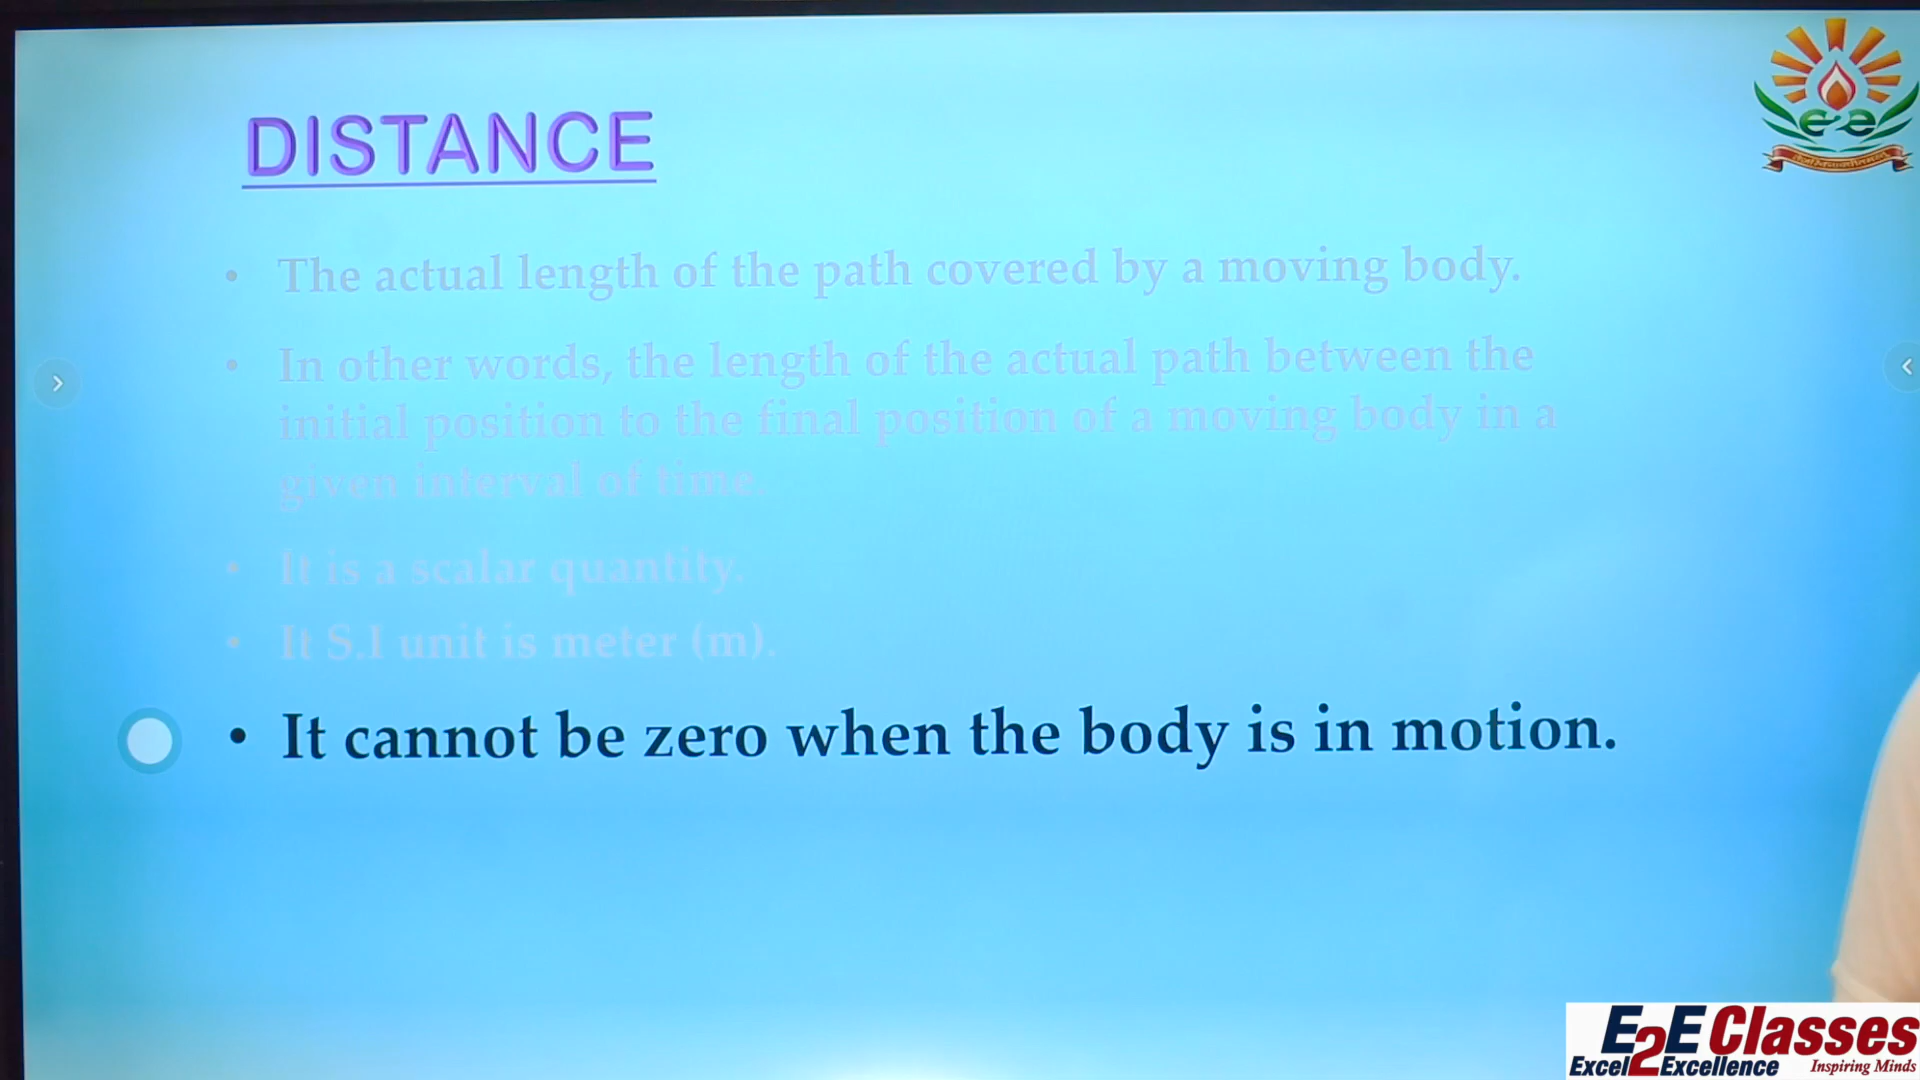 DISTANCE
• The actual length of the path covered by a moving body.
• In other words, the length of the actual path between the
initial position to the final position of a moving body in a
given interval of time.
• It is a scalar quantity.
• It S.I unit is meter (m).
• It cannot be zero when the body is in motion.
e2e
E2E Classes
Excel2Excellence Inspiring Minds